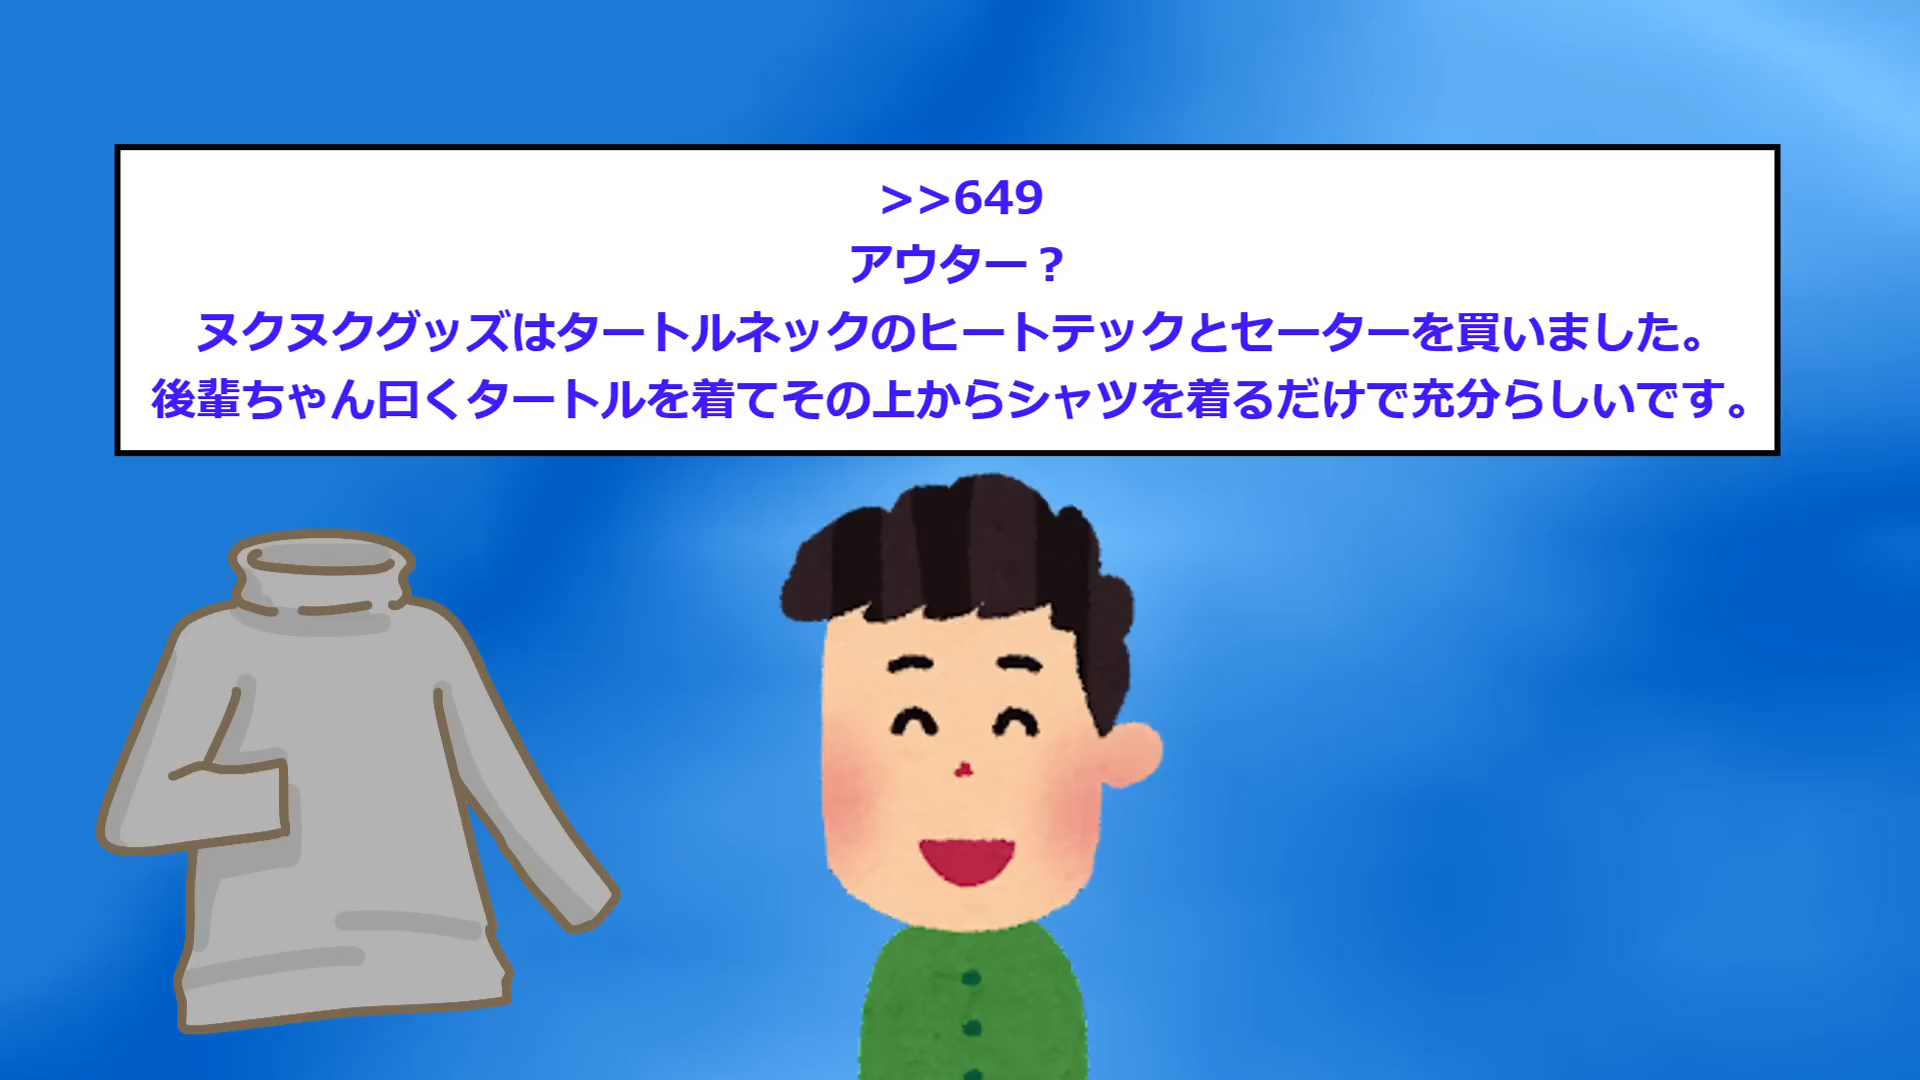 >>649
アウター？
ヌクヌクグッズはタートルネックのヒートテックとセーターを買いました。
後輩ちゃん曰くタートルを着てその上からシャツを着るだけで充分らしいです。